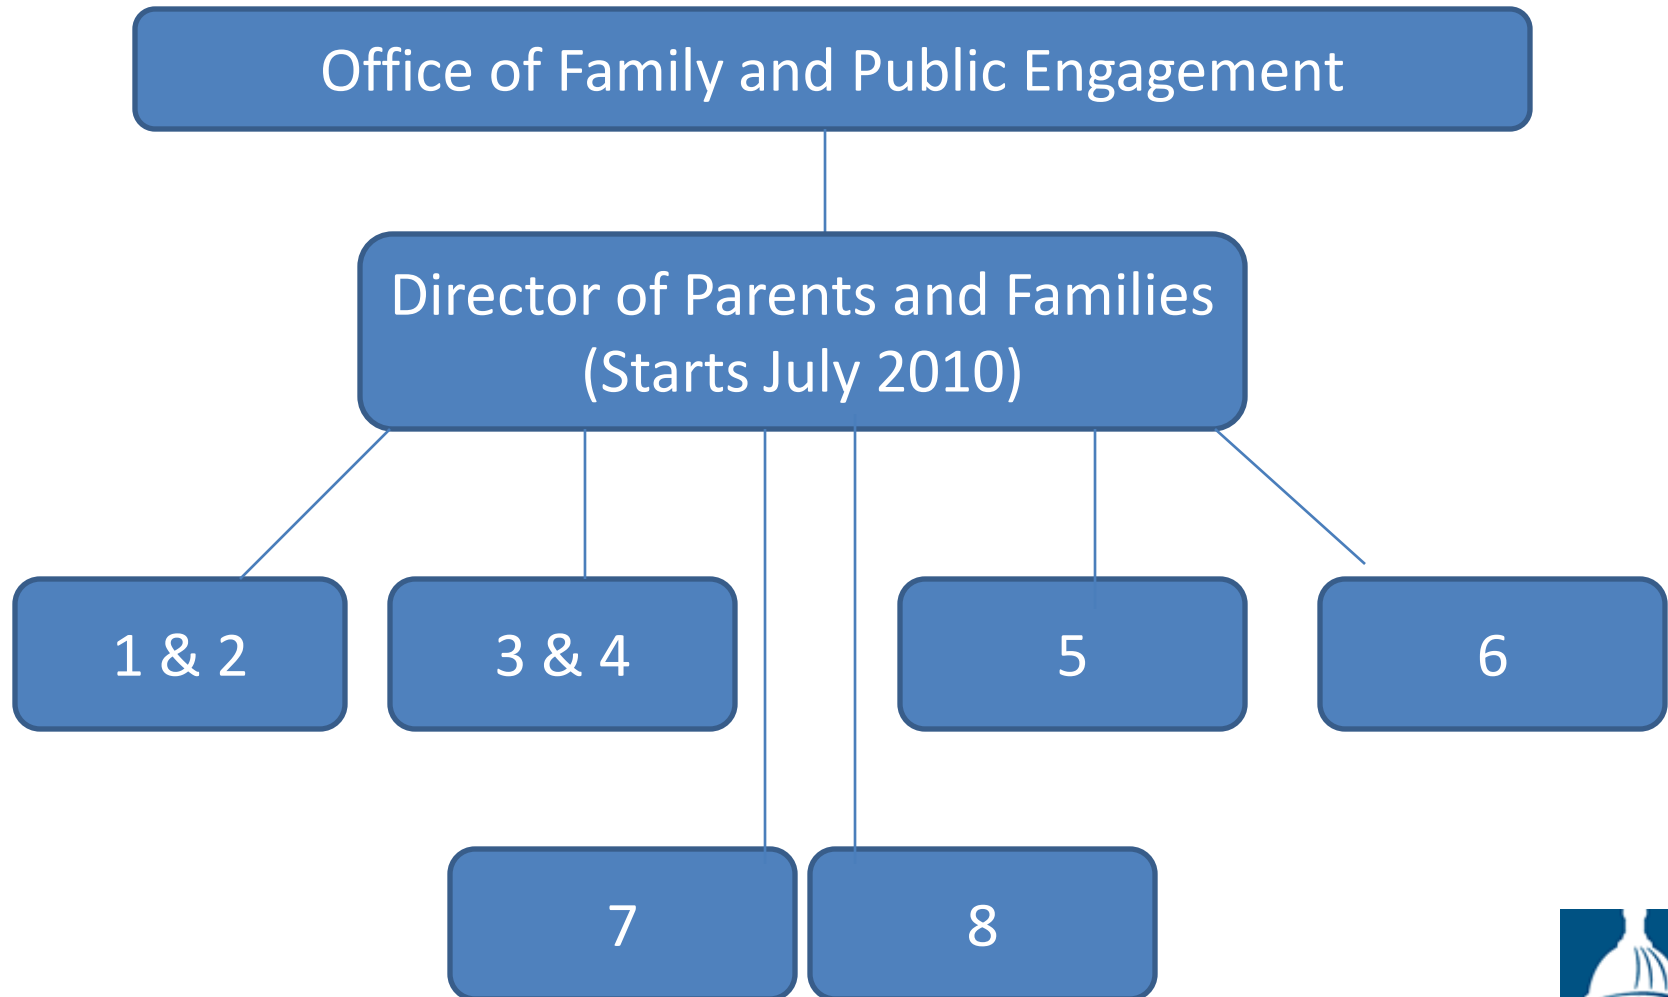 Office of Family and Public Engagement
Director of Parents and Families
(Starts July 2010)
1 & 2
3 & 4
5
6
7
8